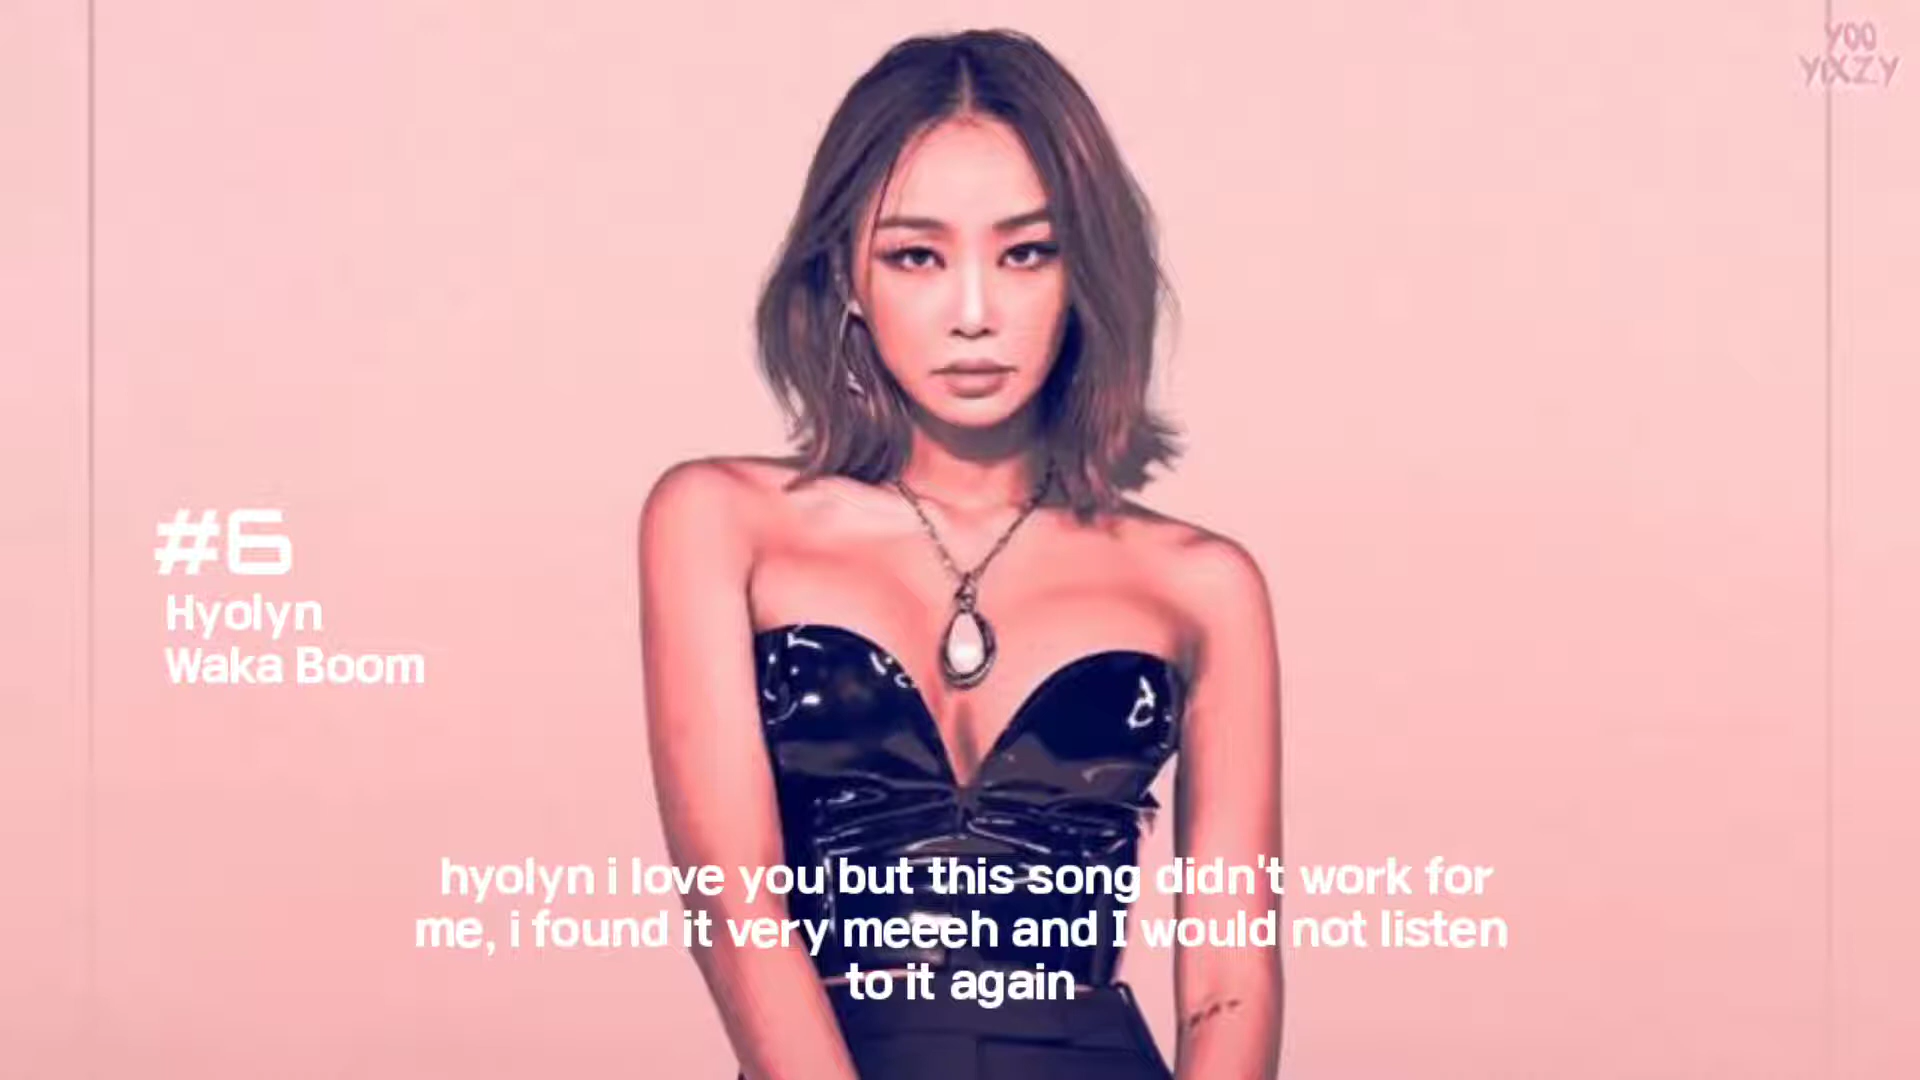 YOO
YIXZY
#6
Hyolyn
Waka Boom
hyolyn i love you but this song didn't work for
me, i found it very meeeh and I would not listen
to it again